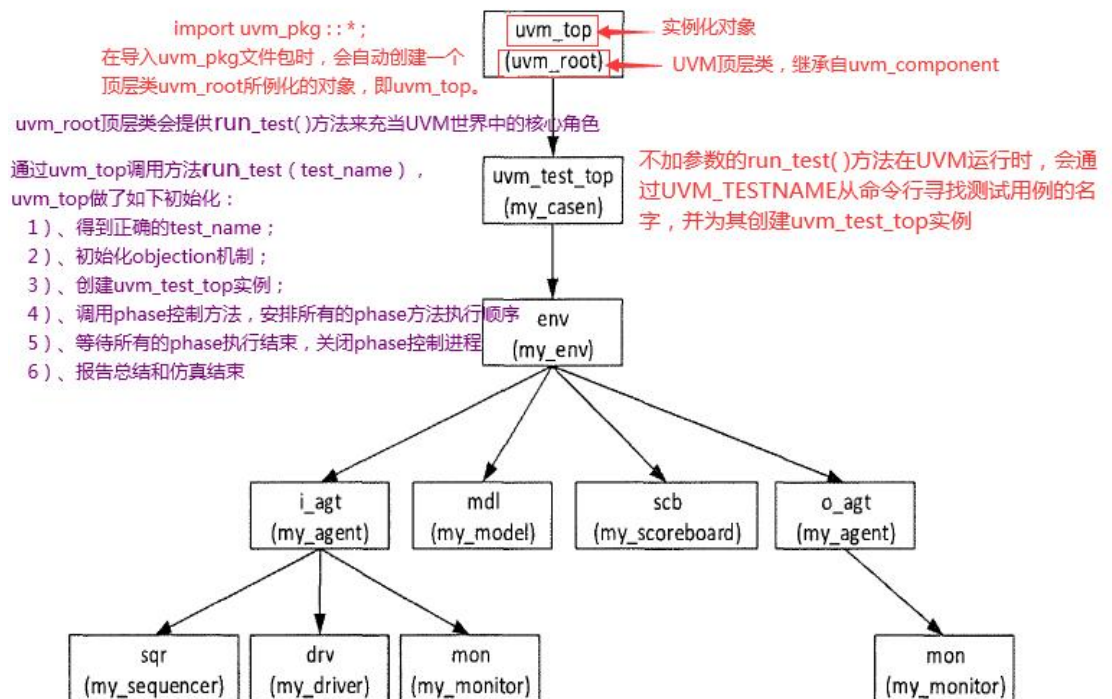 import uvm_pkg : : * ;
在导入uvm_pkg文件包时，会自动创建一个
顶层类uvm_root所例化的对象，即uvm_top。
uvm_top
(uvm_root)
实例化对象
UVM顶层类，继承自uvm_component
uvm_root顶层类会提供run_test( )方法来充当UVM世界中的核心角色
通过uvm_top调用方法run_test（test_name），
uvm_top做了如下初始化：
1）、得到正确的test_name；
2）、初始化objection机制；
3）、创建uvm_test_top实例；
4）、调用phase控制方法，安排所有的phase方法执行顺序
5）、等待所有的phase执行结束，关闭phase控制进程
6）、报告总结和仿真结束
uvm_test_top
(my_casen)
不加参数的run_test( )方法在UVM运行时，会通
过UVM_TESTNAME从命令行寻找测试用例的名
字，并为其创建uvm_test_top实例
env
(my_env)
i_agt
(my_agent)
mdl
(my_model)
scb
(my_scoreboard)
o_agt
(my_agent)
sqr
(my_sequencer)
drv
(my_driver)
mon
(my_monitor)
mon
(my_monitor)